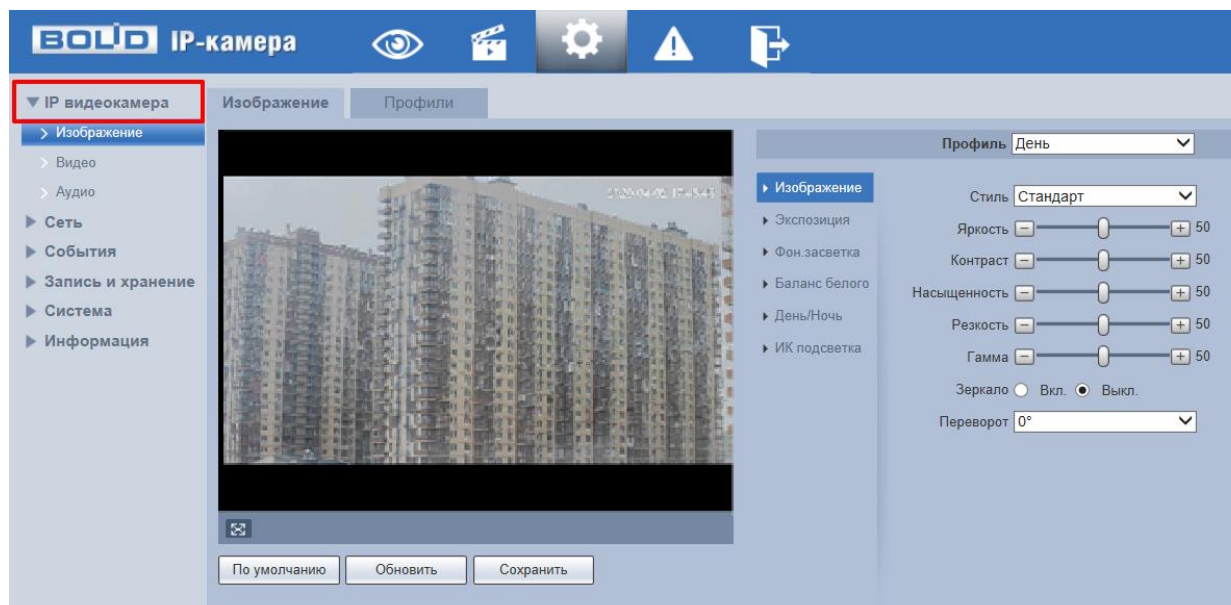 BOLID IP-камера
IP видеокамера
Изображение
Видео
Аудио
Сеть
События
Запись и хранение
Система
Информация
Изображение
Профили
Профиль День
Изображение
Экспозиция
Фон.засветка
Баланс белого
День/Ночь
ИК подсветка
Стиль Стандарт
Яркость 50
Контраст 50
Насыщенность 50
Резкость 50
Гамма 50
Зеркало Вкл. Выкл.
Переворот 0°
По умолчанию
Обновить
Сохранить